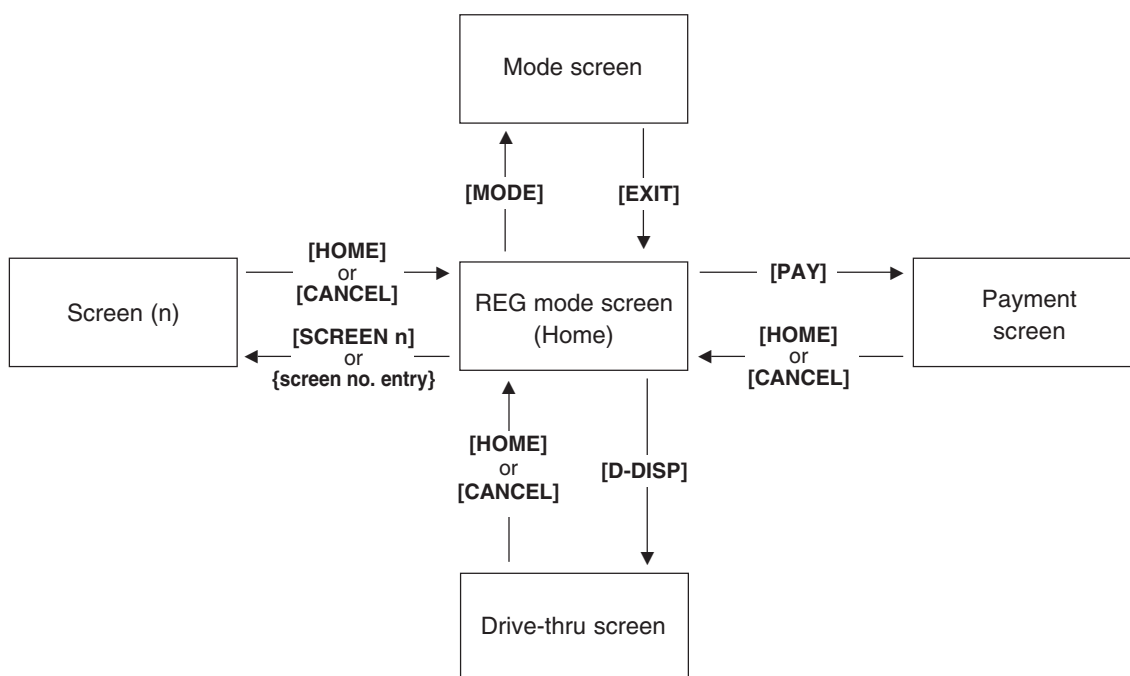 Mode screen
[MODE]
[EXIT]
[HOME]
or
[CANCEL]
Screen (n)
[SCREEN n]
or
{screen no. entry}
REG mode screen
(Home)
[PAY]
[HOME]
or
[CANCEL]
Payment
screen
[HOME]
or
[CANCEL]
[D-DISP]
Drive-thru screen